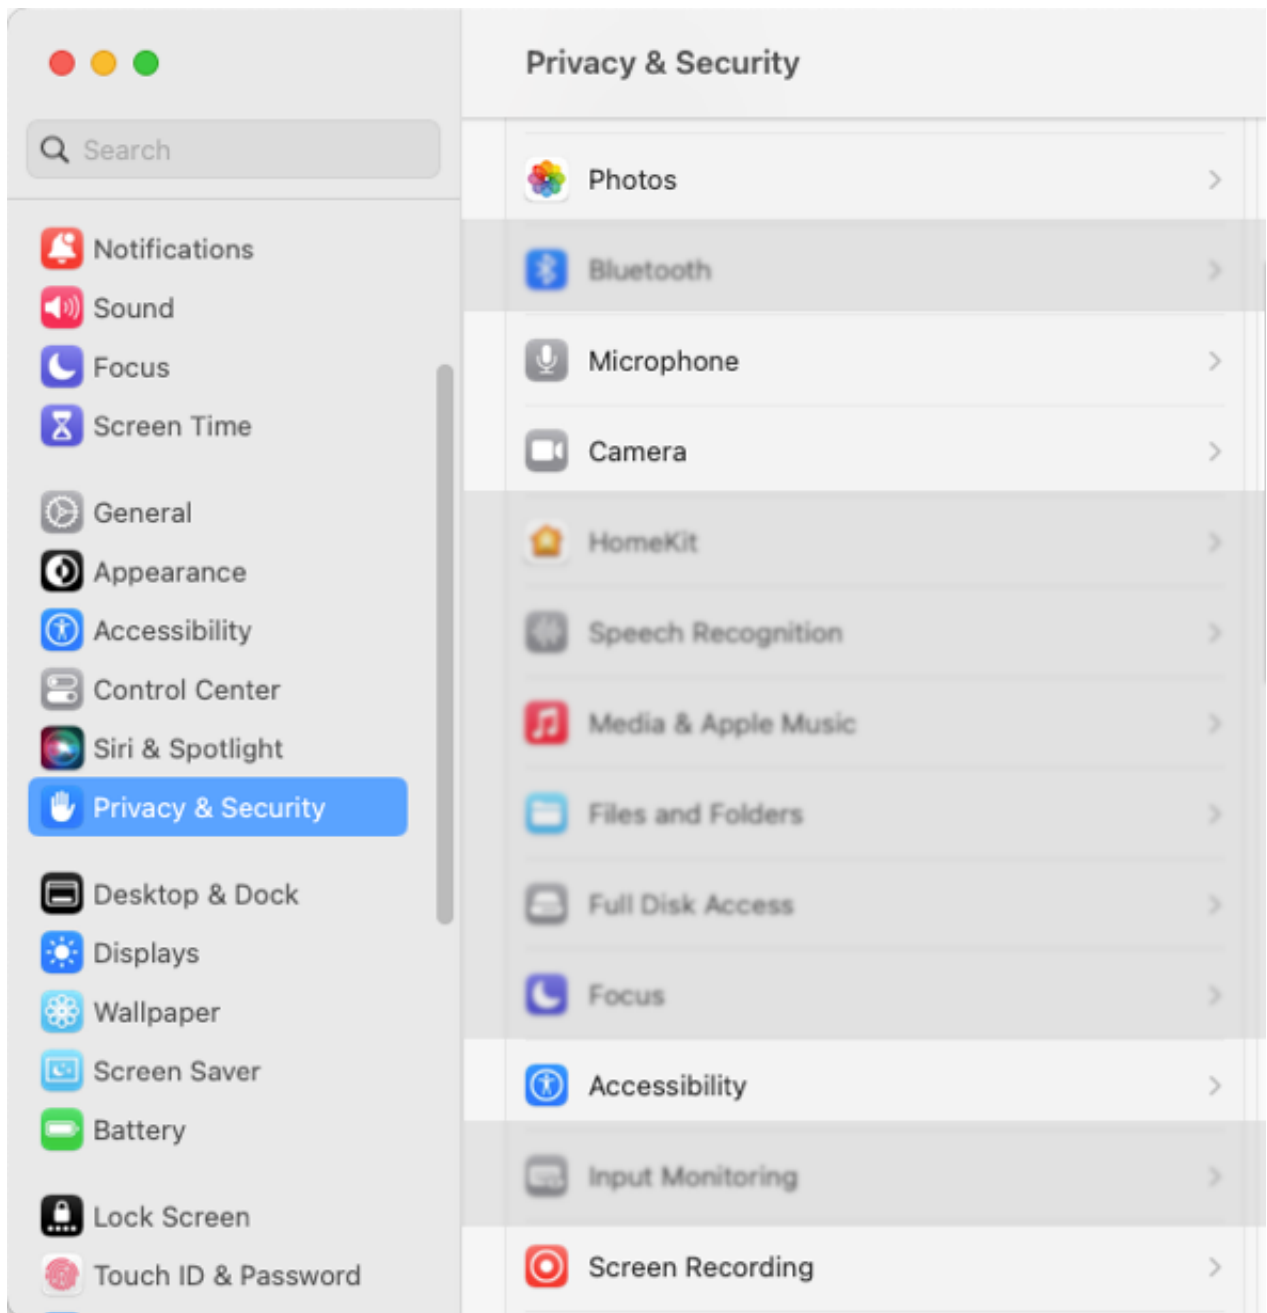 Privacy & Security
Search
Notifications
Sound
Focus
Screen Time
General
Appearance
Accessibility
Control Center
Siri & Spotlight
Privacy & Security
Desktop & Dock
Displays
Wallpaper
Screen Saver
Battery
Lock Screen
Touch ID & Password
Photos
Bluetooth
Microphone
Camera
HomeKit
Speech Recognition
Media & Apple Music
Files and Folders
Full Disk Access
Focus
Accessibility
Input Monitoring
Screen Recording